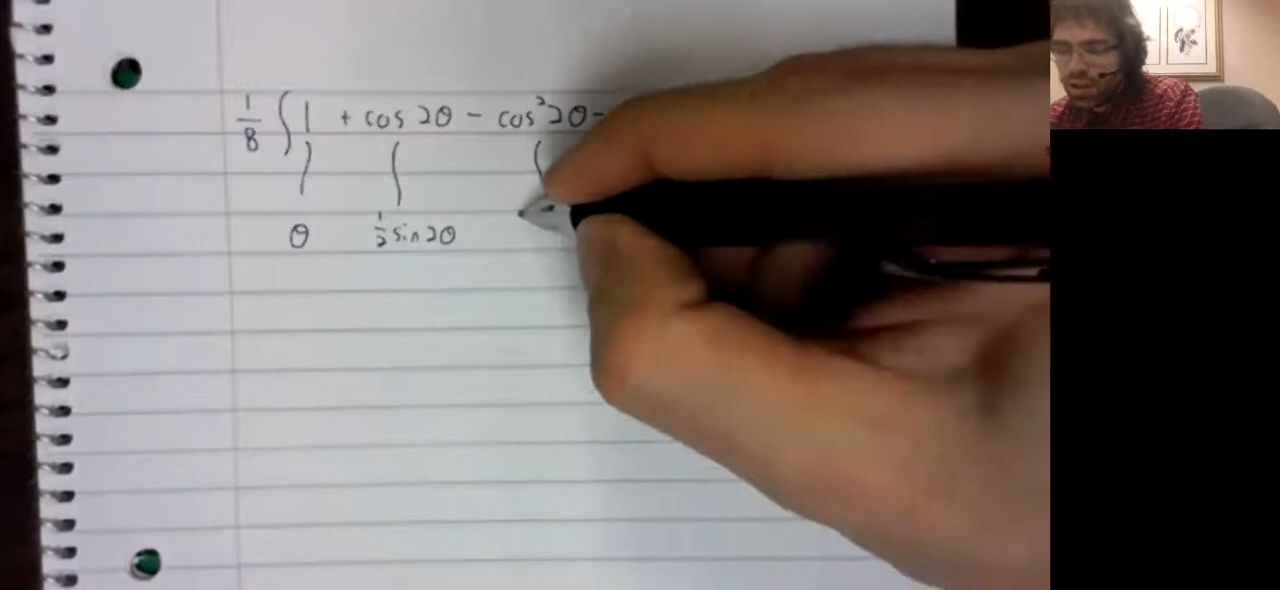 1/8 ∫ 1 + cos 2θ - cos²2θ -
θ 1/2 sin 2θ